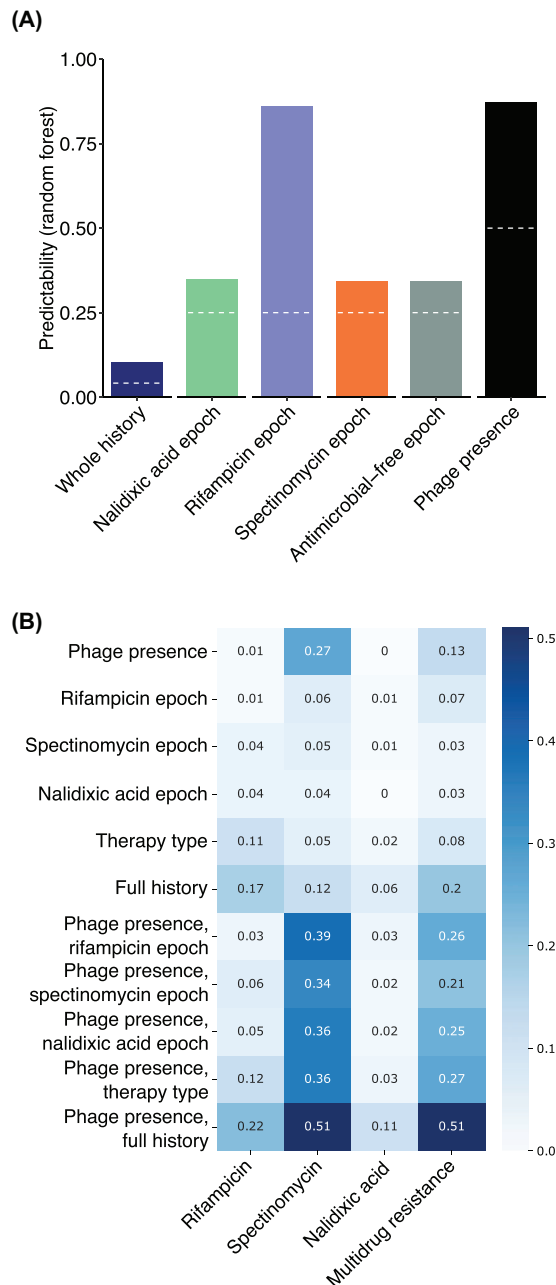 (A)
Predictability (random forest)
1.00
0.75
0.50
0.25
0.00
Whole history
Nalidixic acid epoch
Rifampicin epoch
Spectinomycin epoch
Antimicrobial–free epoch
Phage presence
(B)
Phage presence 0.01 0.27 0 0.13
Rifampicin epoch 0.01 0.06 0.01 0.07
Spectinomycin epoch 0.04 0.05 0.01 0.03
Nalidixic acid epoch 0.04 0.04 0 0.03
Therapy type 0.11 0.05 0.02 0.08
Full history 0.17 0.12 0.06 0.2
Phage presence,
rifampicin epoch 0.03 0.39 0.03 0.26
Phage presence,
spectinomycin epoch 0.06 0.34 0.02 0.21
Phage presence,
nalidixic acid epoch 0.05 0.36 0.02 0.25
Phage presence,
therapy type 0.12 0.36 0.03 0.27
Phage presence,
full history 0.22 0.51 0.11 0.51
Rifampicin
Spectinomycin
Nalidixic acid
Multidrug resistance
0.5
0.4
0.3
0.2
0.1
0.0